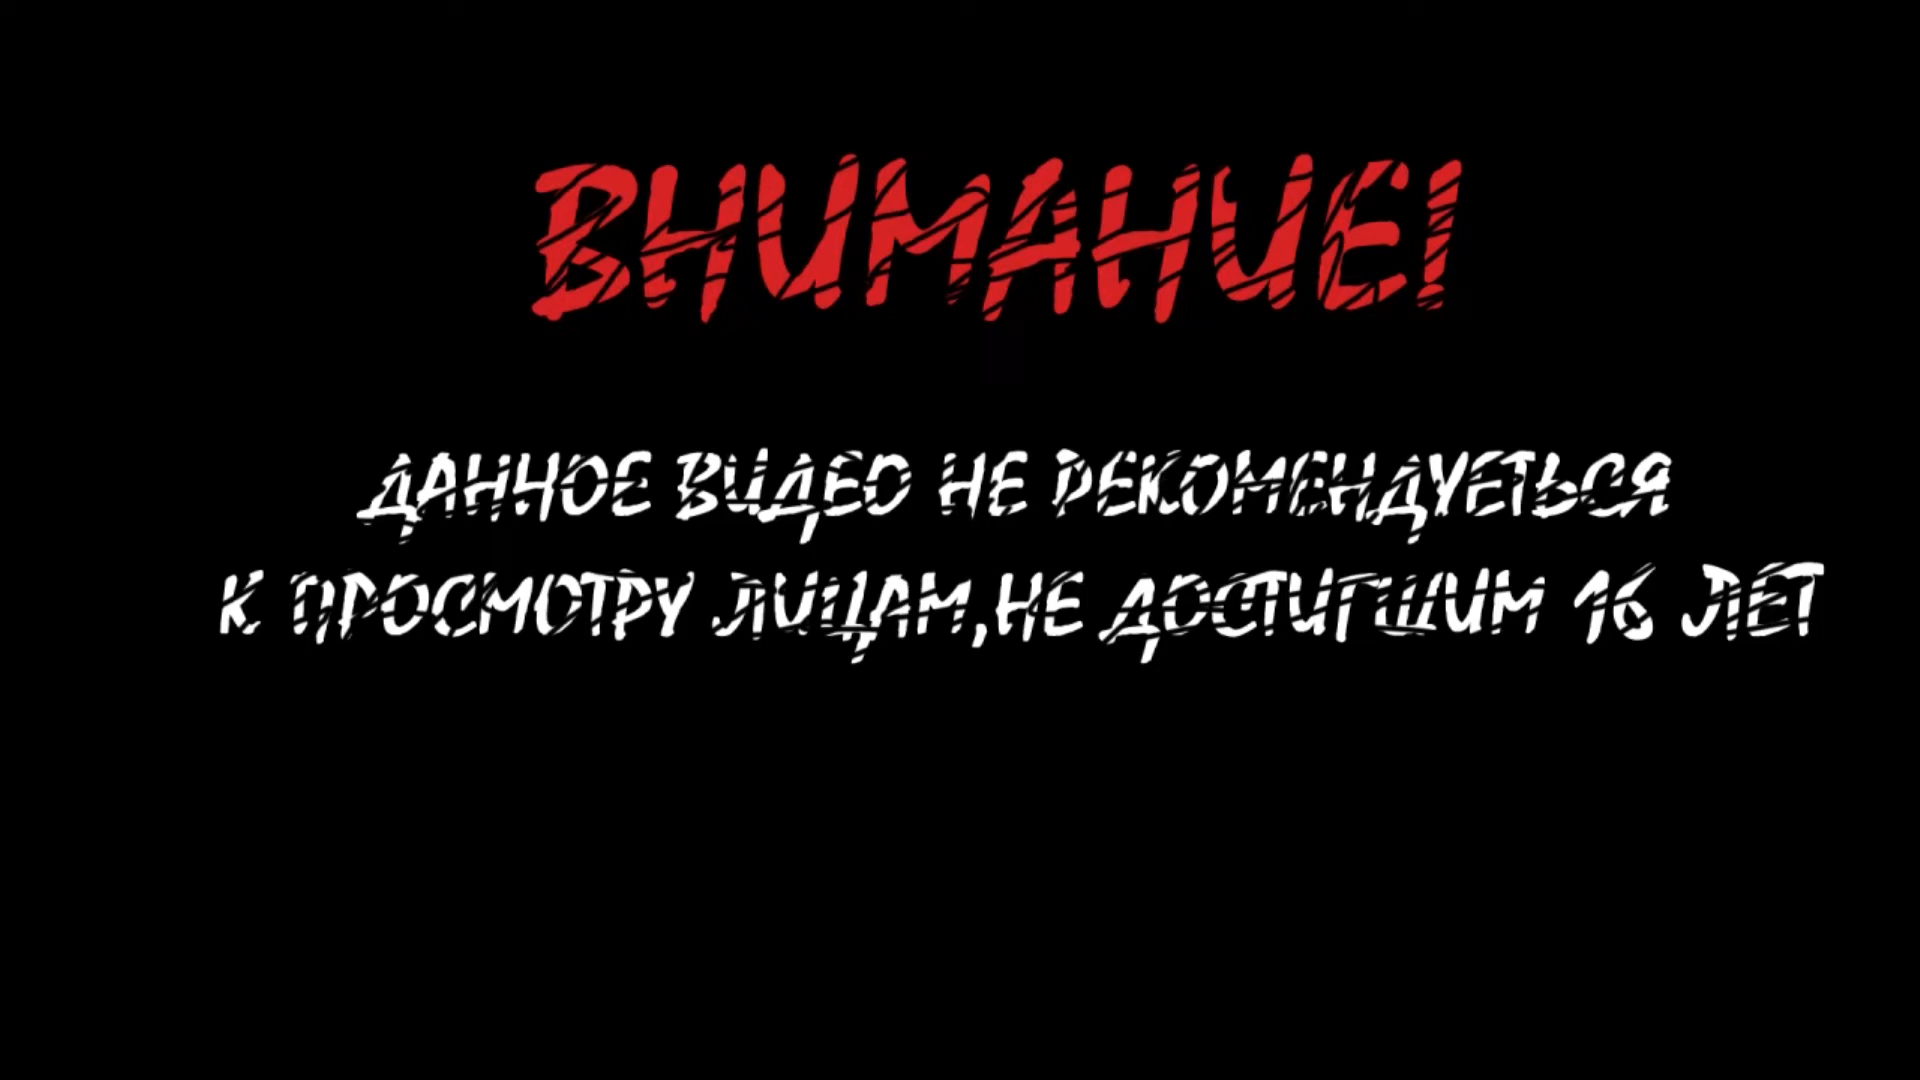 ВНИМАНИЕ!
ДАННОЕ ВИДЕО НЕ РЕКОМЕНДУЕТЬСЯ
К ПРОСМОТРУ ЛИЦАМ,НЕ ДОСТИГШИМ 16 ЛЕТ